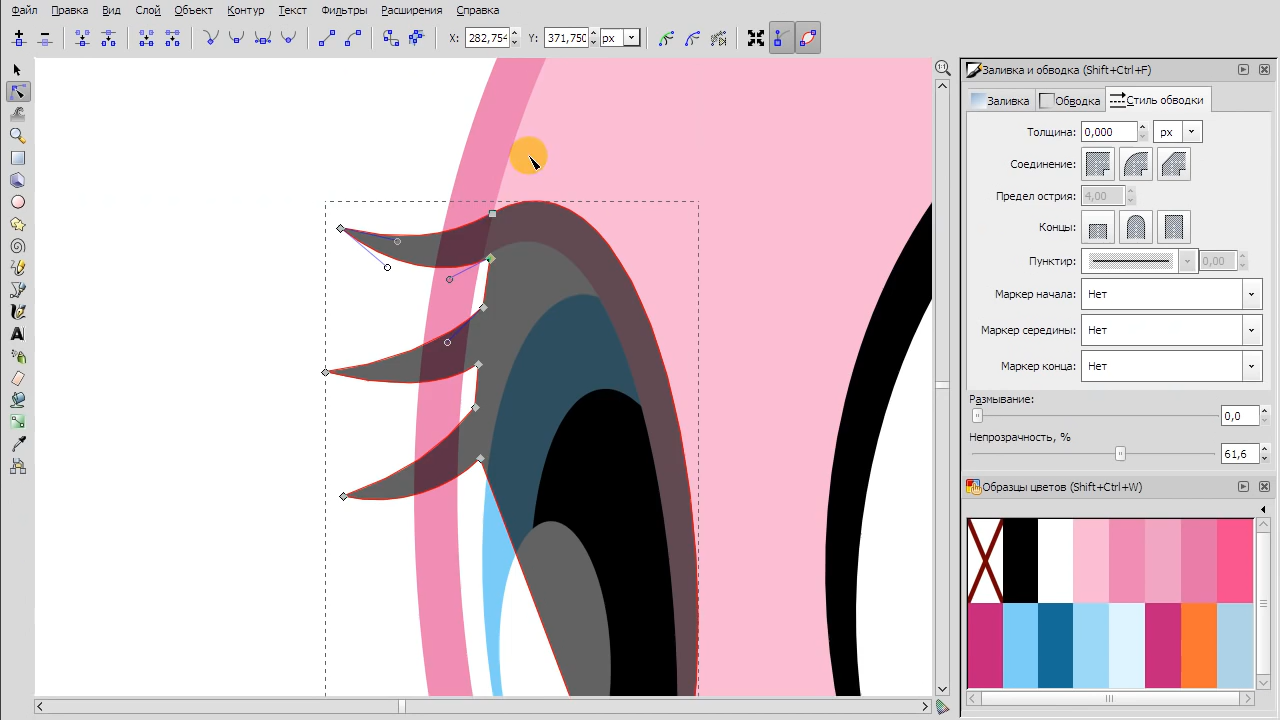 Файл Правка Вид Слой Объект Контур Текст Фильтры Расширения Справка
X: 282,754 Y: 371,750 px
1:1
Заливка и обводка (Shift+Ctrl+F)
Заливка Обводка Стиль обводки
Толщина: 0,000 px
Соединение:
Предел острия: 4,00
Концы:
Пунктир: 0,00
Маркер начала: Нет
Маркер середины: Нет
Маркер конца: Нет
Размывание:
0,0
Непрозрачность, %
61,6
Образцы цветов (Shift+Ctrl+W)
A